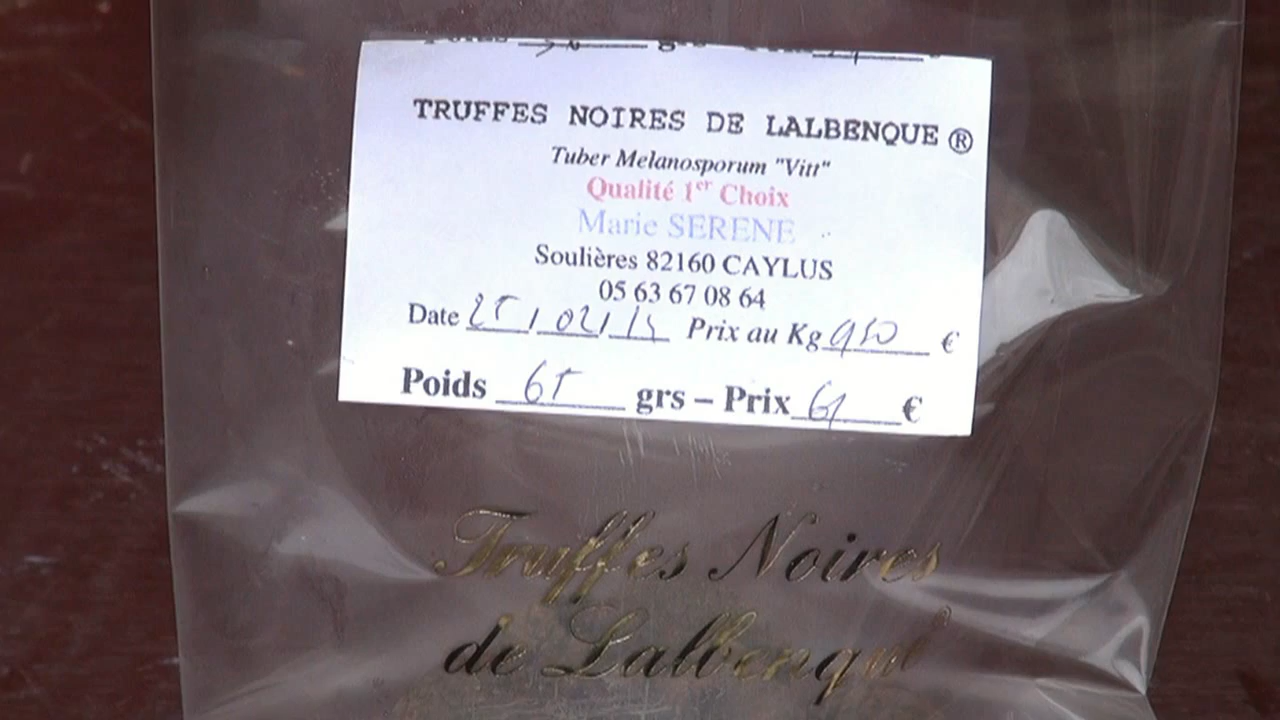 TRUFFES NOIRES DE LALBENQUE ®
Tuber Melanosporum "Vitt"
Qualité 1er Choix
Marie SERENE
Soulières 82160 CAYLUS
05 63 67 08 64
Date 25 / 02 / 15 Prix au Kg 950 €
Poids 65 grs – Prix 61 €
Truffes Noires
de Lalbenque